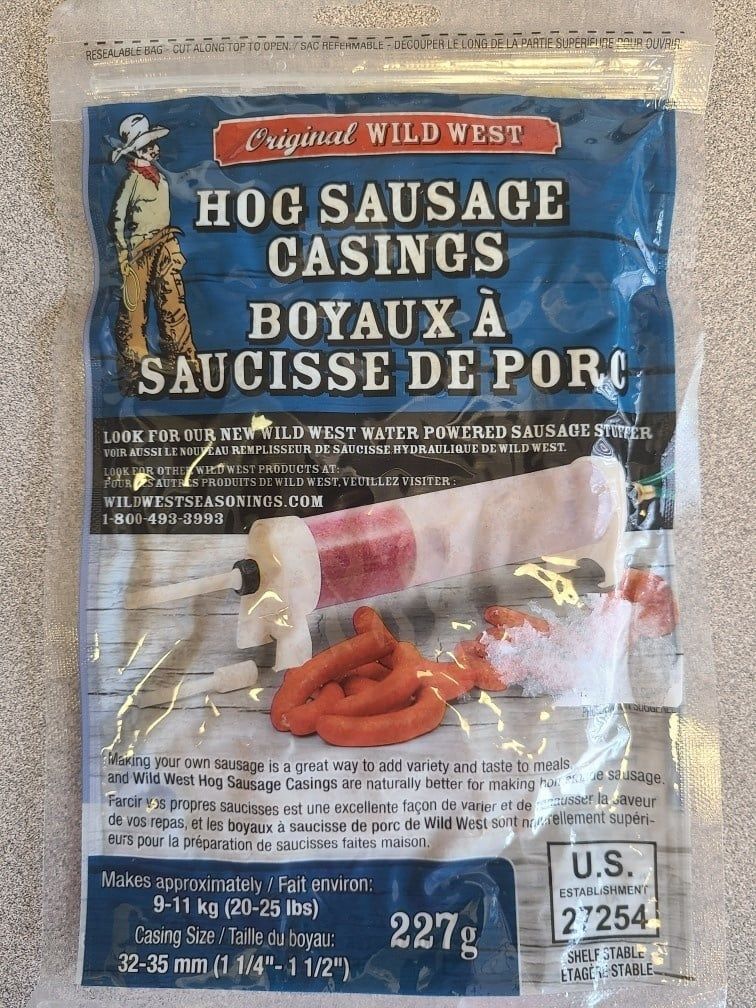 RESEALABLE BAG - CUT ALONG TOP TO OPEN. / SAC REFERMABLE - DÉCOUPER LE LONG DE LA PARTIE SUPÉRIEURE POUR OUVRIR.
Original WILD WEST
HOG SAUSAGE
CASINGS
BOYAUX À
SAUCISSE DE PORC
LOOK FOR OUR NEW WILD WEST WATER POWERED SAUSAGE STUFFER
VOIR AUSSI LE NOUVEAU REMPLISSEUR DE SAUCISSE HYDRAULIQUE DE WILD WEST.
LOOK FOR OTHER WILD WEST PRODUCTS AT:
POUR LES AUTRES PRODUITS DE WILD WEST, VEUILLEZ VISITER :
WILDWESTSEASONINGS.COM
1-800-493-3993
Making your own sausage is a great way to add variety and taste to meals,
and Wild West Hog Sausage Casings are naturally better for making homemade sausage.
Farcir vos propres saucisses est une excellente façon de varier et de rehausser la saveur
de vos repas, et les boyaux à saucisse de porc de Wild West sont naturellement supéri-
eurs pour la préparation de saucisses faites maison.
Makes approximately / Fait environ:
9-11 kg (20-25 lbs)
Casing Size / Taille du boyau:
32-35 mm (1 1/4"- 1 1/2")
227g
U.S.
ESTABLISHMENT
27254
SHELF STABLE
ÉTAGÈRE STABLE